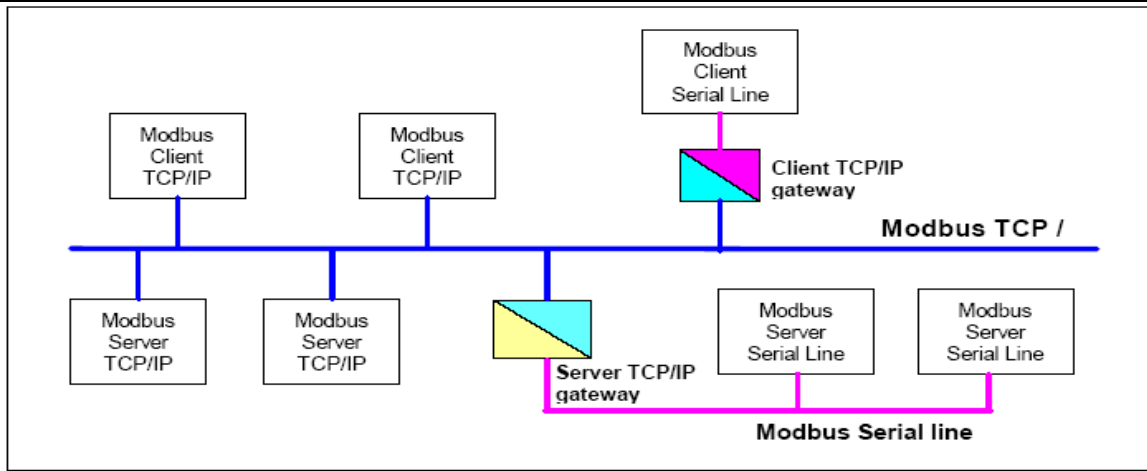 Modbus
Client
Serial Line
Modbus
Client
TCP/IP
Modbus
Client
TCP/IP
Client TCP/IP
gateway
Modbus TCP /
Modbus
Server
TCP/IP
Modbus
Server
TCP/IP
Server TCP/IP
gateway
Modbus
Server
Serial Line
Modbus
Server
Serial Line
Modbus Serial line